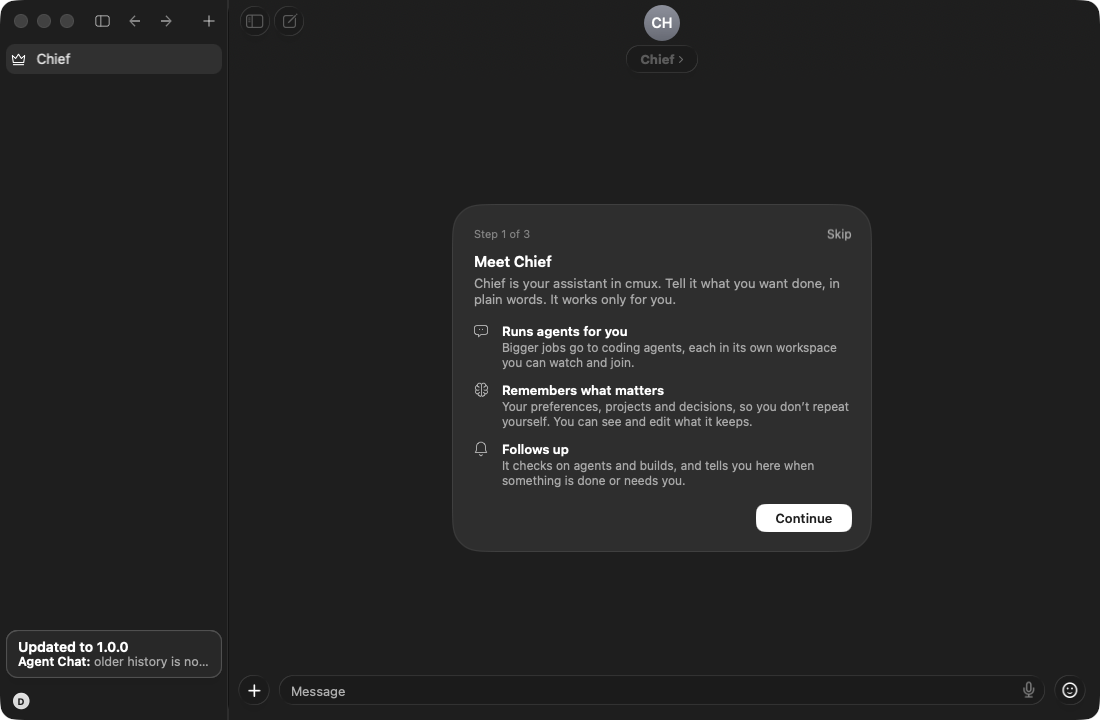 Chief
CH
Chief
Step 1 of 3
Skip
Meet Chief
Chief is your assistant in cmux. Tell it what you want done, in
plain words. It works only for you.
Runs agents for you
Bigger jobs go to coding agents, each in its own workspace
you can watch and join.
Remembers what matters
Your preferences, projects and decisions, so you don’t repeat
yourself. You can see and edit what it keeps.
Follows up
It checks on agents and builds, and tells you here when
something is done or needs you.
Continue
Updated to 1.0.0
Agent Chat: older history is no…
Message
D